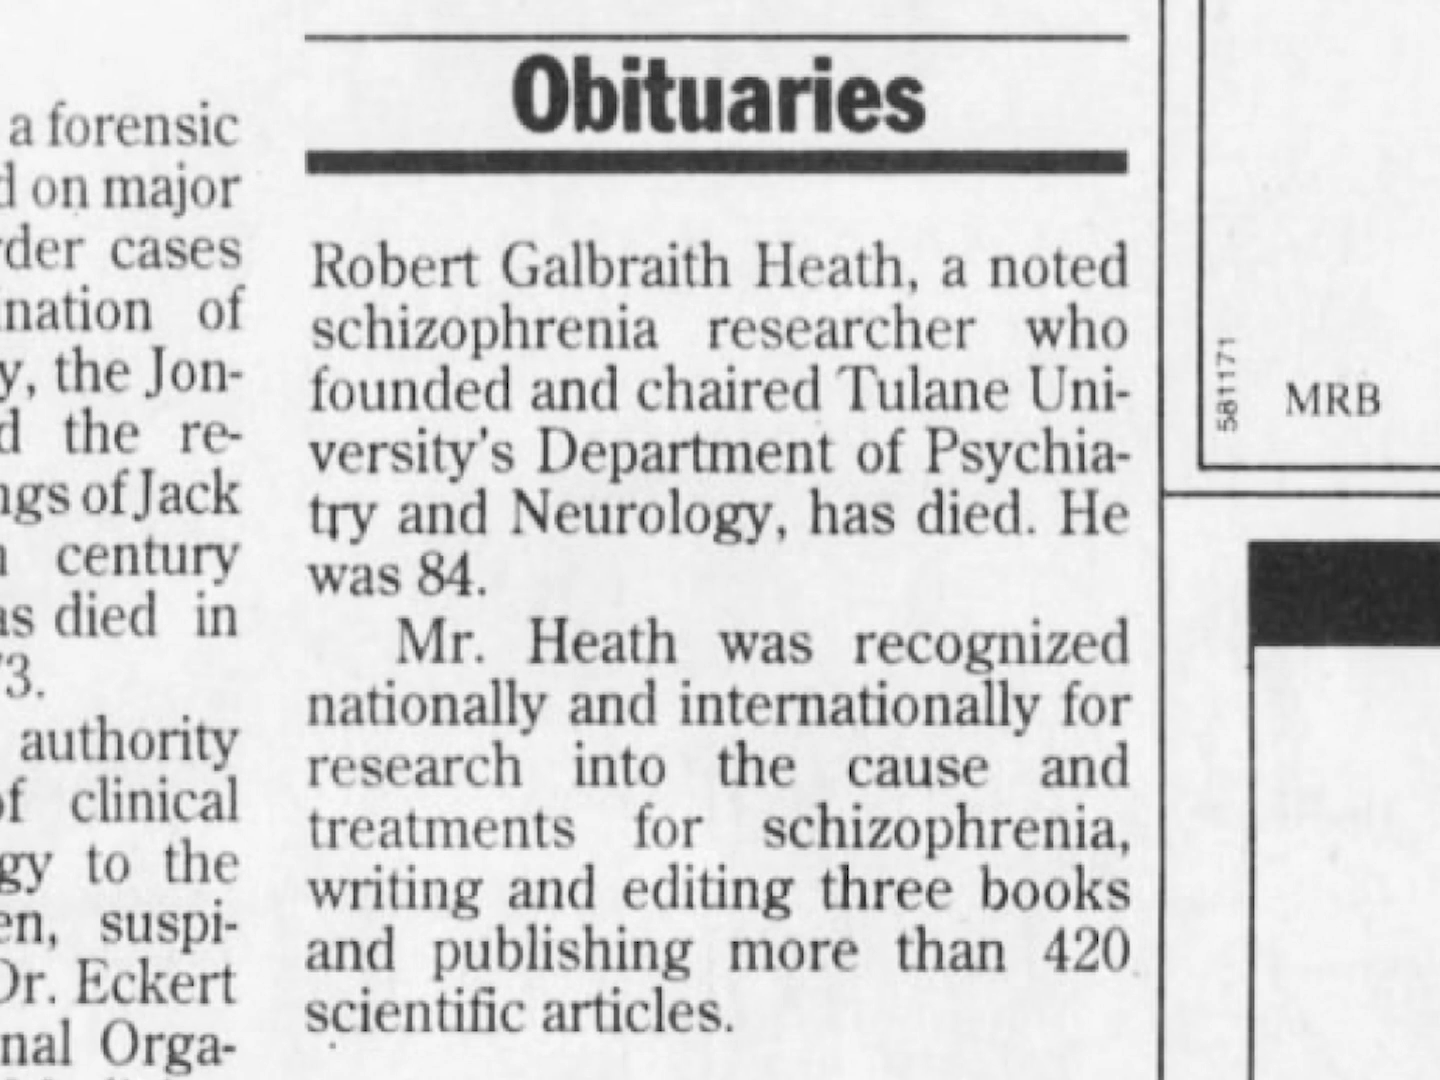 a forensic
on major
cases
of
the Jon-
the re-
of Jack
century
died in
authority
clinical
to the
suspi-
Dr. Eckert
Orga-
Obituaries
Robert Galbraith Heath, a noted
schizophrenia researcher who
founded and chaired Tulane Uni-
versity's Department of Psychia-
try and Neurology, has died. He
was 84.
Mr. Heath was recognized
nationally and internationally for
research into the cause and
treatments for schizophrenia,
writing and editing three books
and publishing more than 420
scientific articles.
581171
MRB